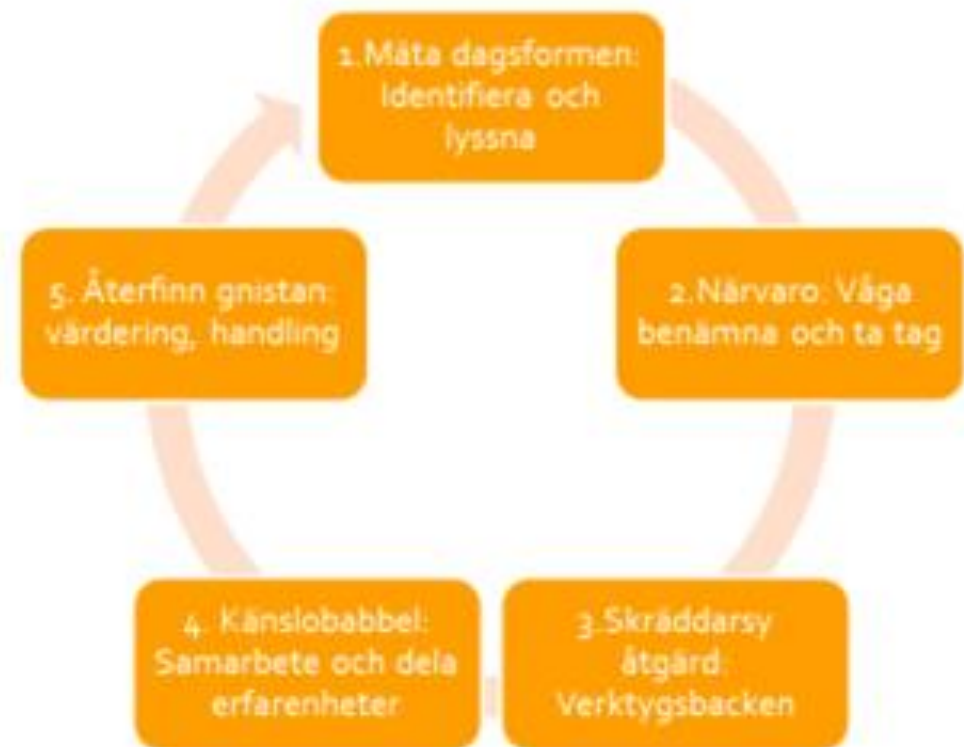 1.Mäta dagsformen:
Identifiera och
lyssna
2.Närvaro: Våga
benämna och ta tag
3.Skräddarsy
åtgärd:
Verktygsbacken
4. Känslobabbel:
Samarbete och dela
erfarenheter
5. Återfinn gnistan:
värdering, handling